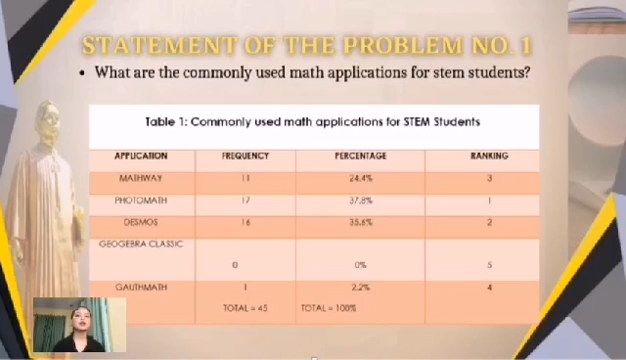 STATEMENT OF THE PROBLEM NO. 1
• What are the commonly used math applications for stem students?
Table 1: Commonly used math applications for STEM Students
APPLICATION FREQUENCY PERCENTAGE RANKING
MATHWAY 11 24.4% 3
PHOTOMATH 17 37.8% 1
DESMOS 16 35.6% 2
GEOGEBRA CLASSIC
0 0% 5
GAUTHMATH 1 2.2% 4
TOTAL = 45 TOTAL = 100%